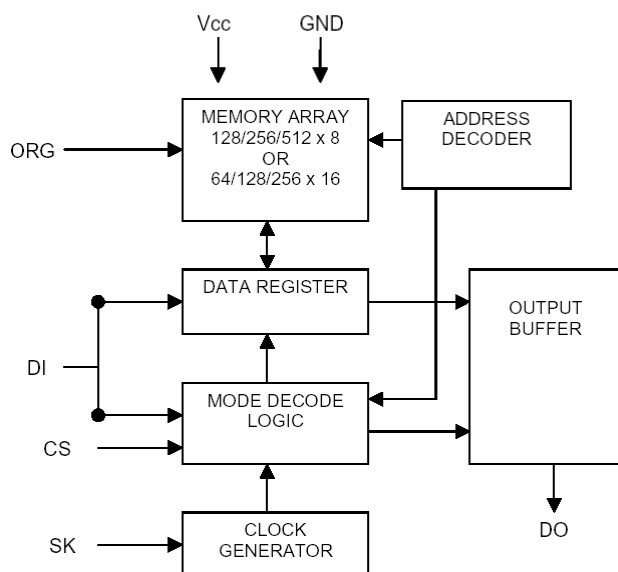 Vcc
GND
MEMORY ARRAY
128/256/512 x 8
OR
64/128/256 x 16
ADDRESS
DECODER
ORG
DATA REGISTER
OUTPUT
BUFFER
DI
MODE DECODE
LOGIC
CS
CLOCK
GENERATOR
SK
DO